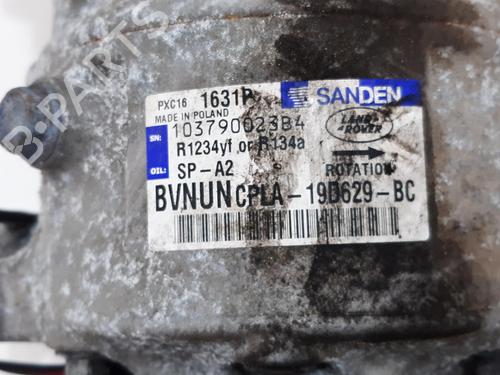 B-PARTS
PXC16 1631P SANDEN
MADE IN POLAND
SN: 103790023B4 LAND ROVER
R1234yf or R134a
OIL: SP-A2 ROTATION
BVNUN CPLA-19D629-BC